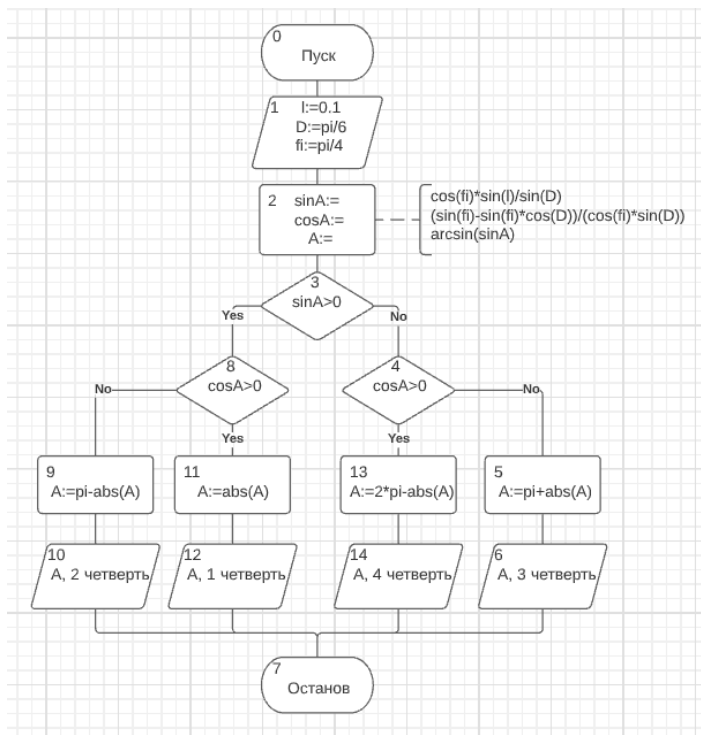 0
Пуск
1 l:=0.1
D:=pi/6
fi:=pi/4
2 sinA:=
cosA:=
A:=
cos(fi)*sin(l)/sin(D)
(sin(fi)-sin(fi)*cos(D))/(cos(fi)*sin(D))
arcsin(sinA)
3
sinA>0
Yes
No
8
cosA>0
4
cosA>0
No
No
Yes
Yes
9
A:=pi-abs(A)
11
A:=abs(A)
13
A:=2*pi-abs(A)
5
A:=pi+abs(A)
10
A, 2 четверть
12
A, 1 четверть
14
A, 4 четверть
6
A, 3 четверть
7
Останов